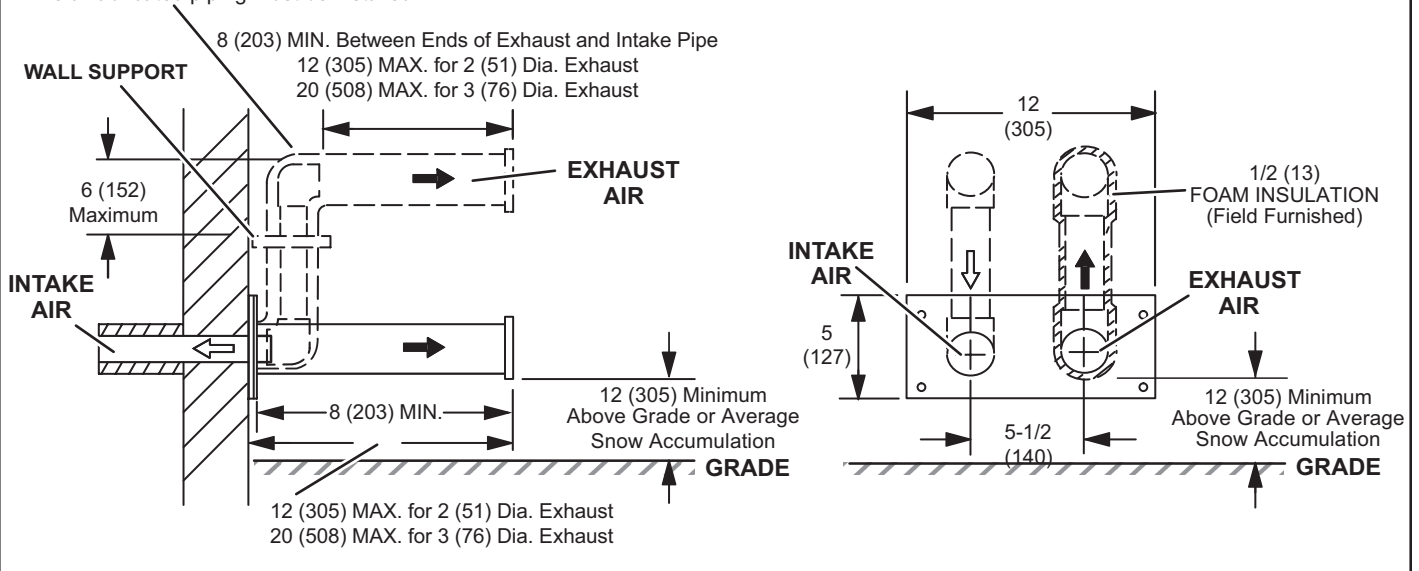 8 (203) MIN. Between Ends of Exhaust and Intake Pipe
12 (305) MAX. for 2 (51) Dia. Exhaust
20 (508) MAX. for 3 (76) Dia. Exhaust
WALL SUPPORT
EXHAUST
AIR
6 (152)
Maximum
INTAKE
AIR
8 (203) MIN.
12 (305) Minimum
Above Grade or Average
Snow Accumulation
GRADE
12 (305) MAX. for 2 (51) Dia. Exhaust
20 (508) MAX. for 3 (76) Dia. Exhaust
12
(305)
1/2 (13)
FOAM INSULATION
(Field Furnished)
INTAKE
AIR
EXHAUST
AIR
5
(127)
5-1/2
(140)
12 (305) Minimum
Above Grade or Average
Snow Accumulation
GRADE